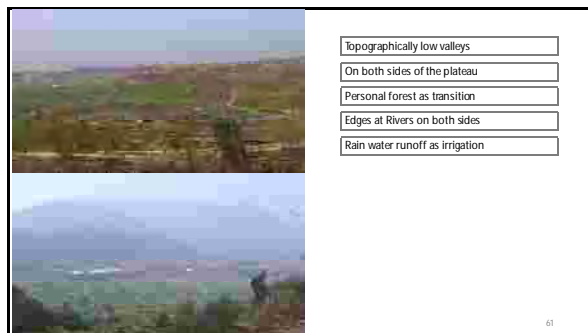 Topographically low valleys
On both sides of the plateau
Personal forest as transition
Edges at Rivers on both sides
Rain water runoff as irrigation
61